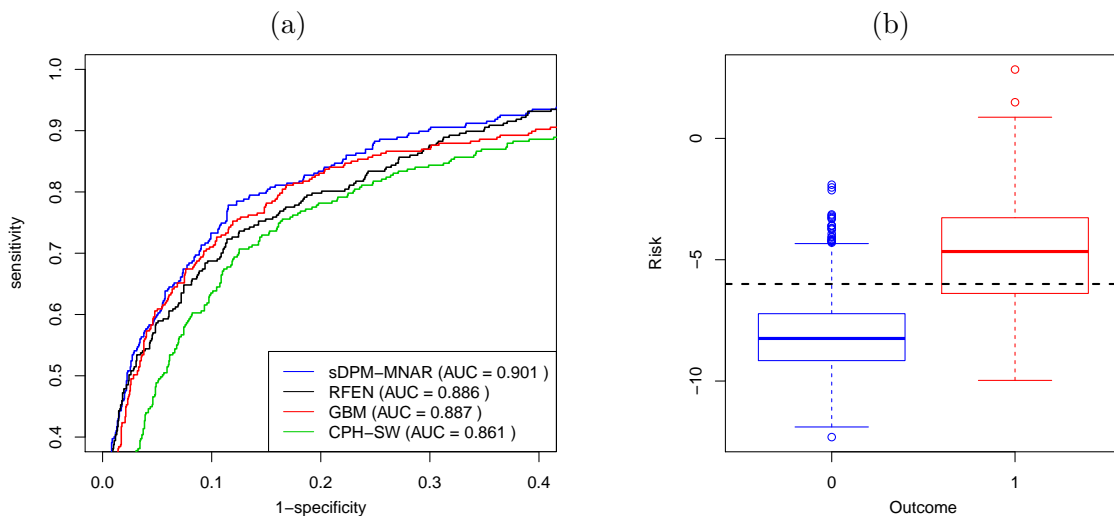 (a)
sensitivity
1.0
0.9
0.8
0.7
0.6
0.5
0.4
sDPM−MNAR (AUC = 0.901 )
RFEN (AUC = 0.886 )
GBM (AUC = 0.887 )
CPH−SW (AUC = 0.861 )
0.0 0.1 0.2 0.3 0.4
1−specificity
(b)
Risk
0
−5
−10
0 1
Outcome